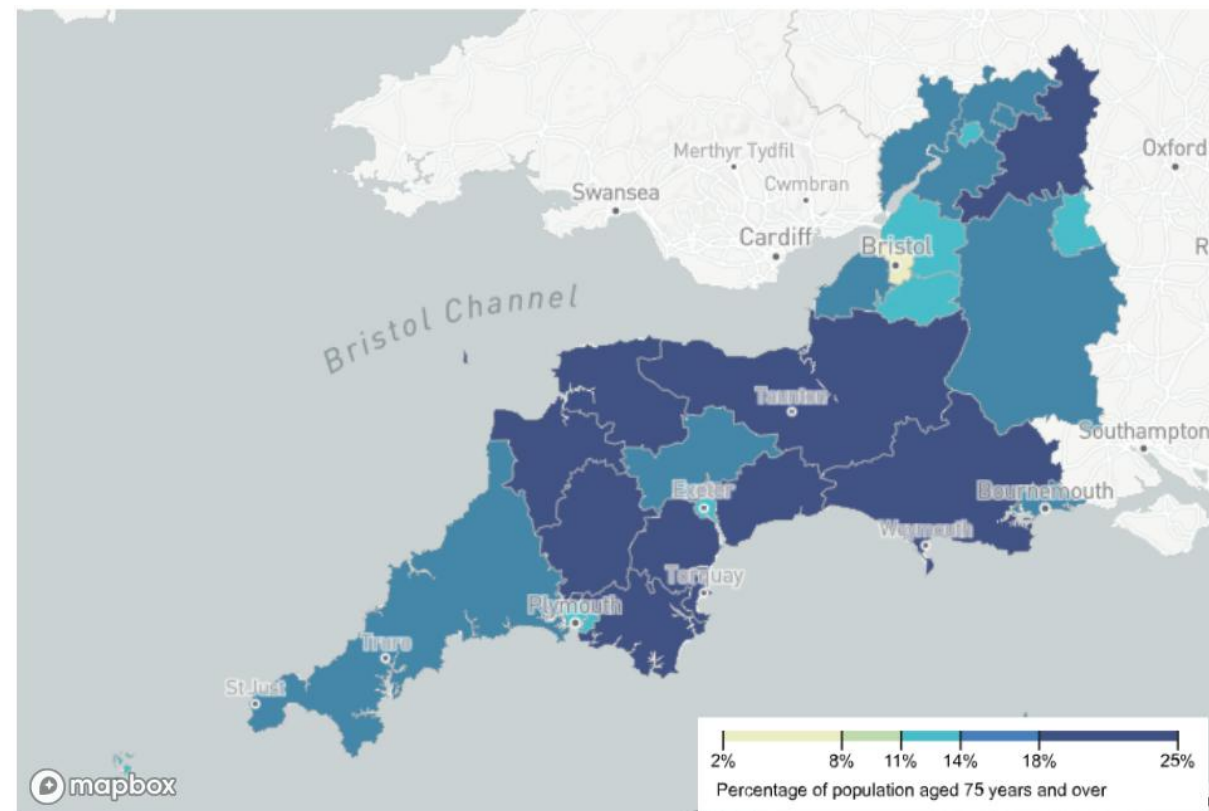 Merthyr Tydfil
Oxford
Swansea
Cwmbran
Cardiff
Bristol
R
Bristol Channel
Taunton
Southampton
Exeter
Bournemouth
Weymouth
Torquay
Plymouth
Truro
St Just
2% 8% 11% 14% 18% 25%
Percentage of population aged 75 years and over
mapbox